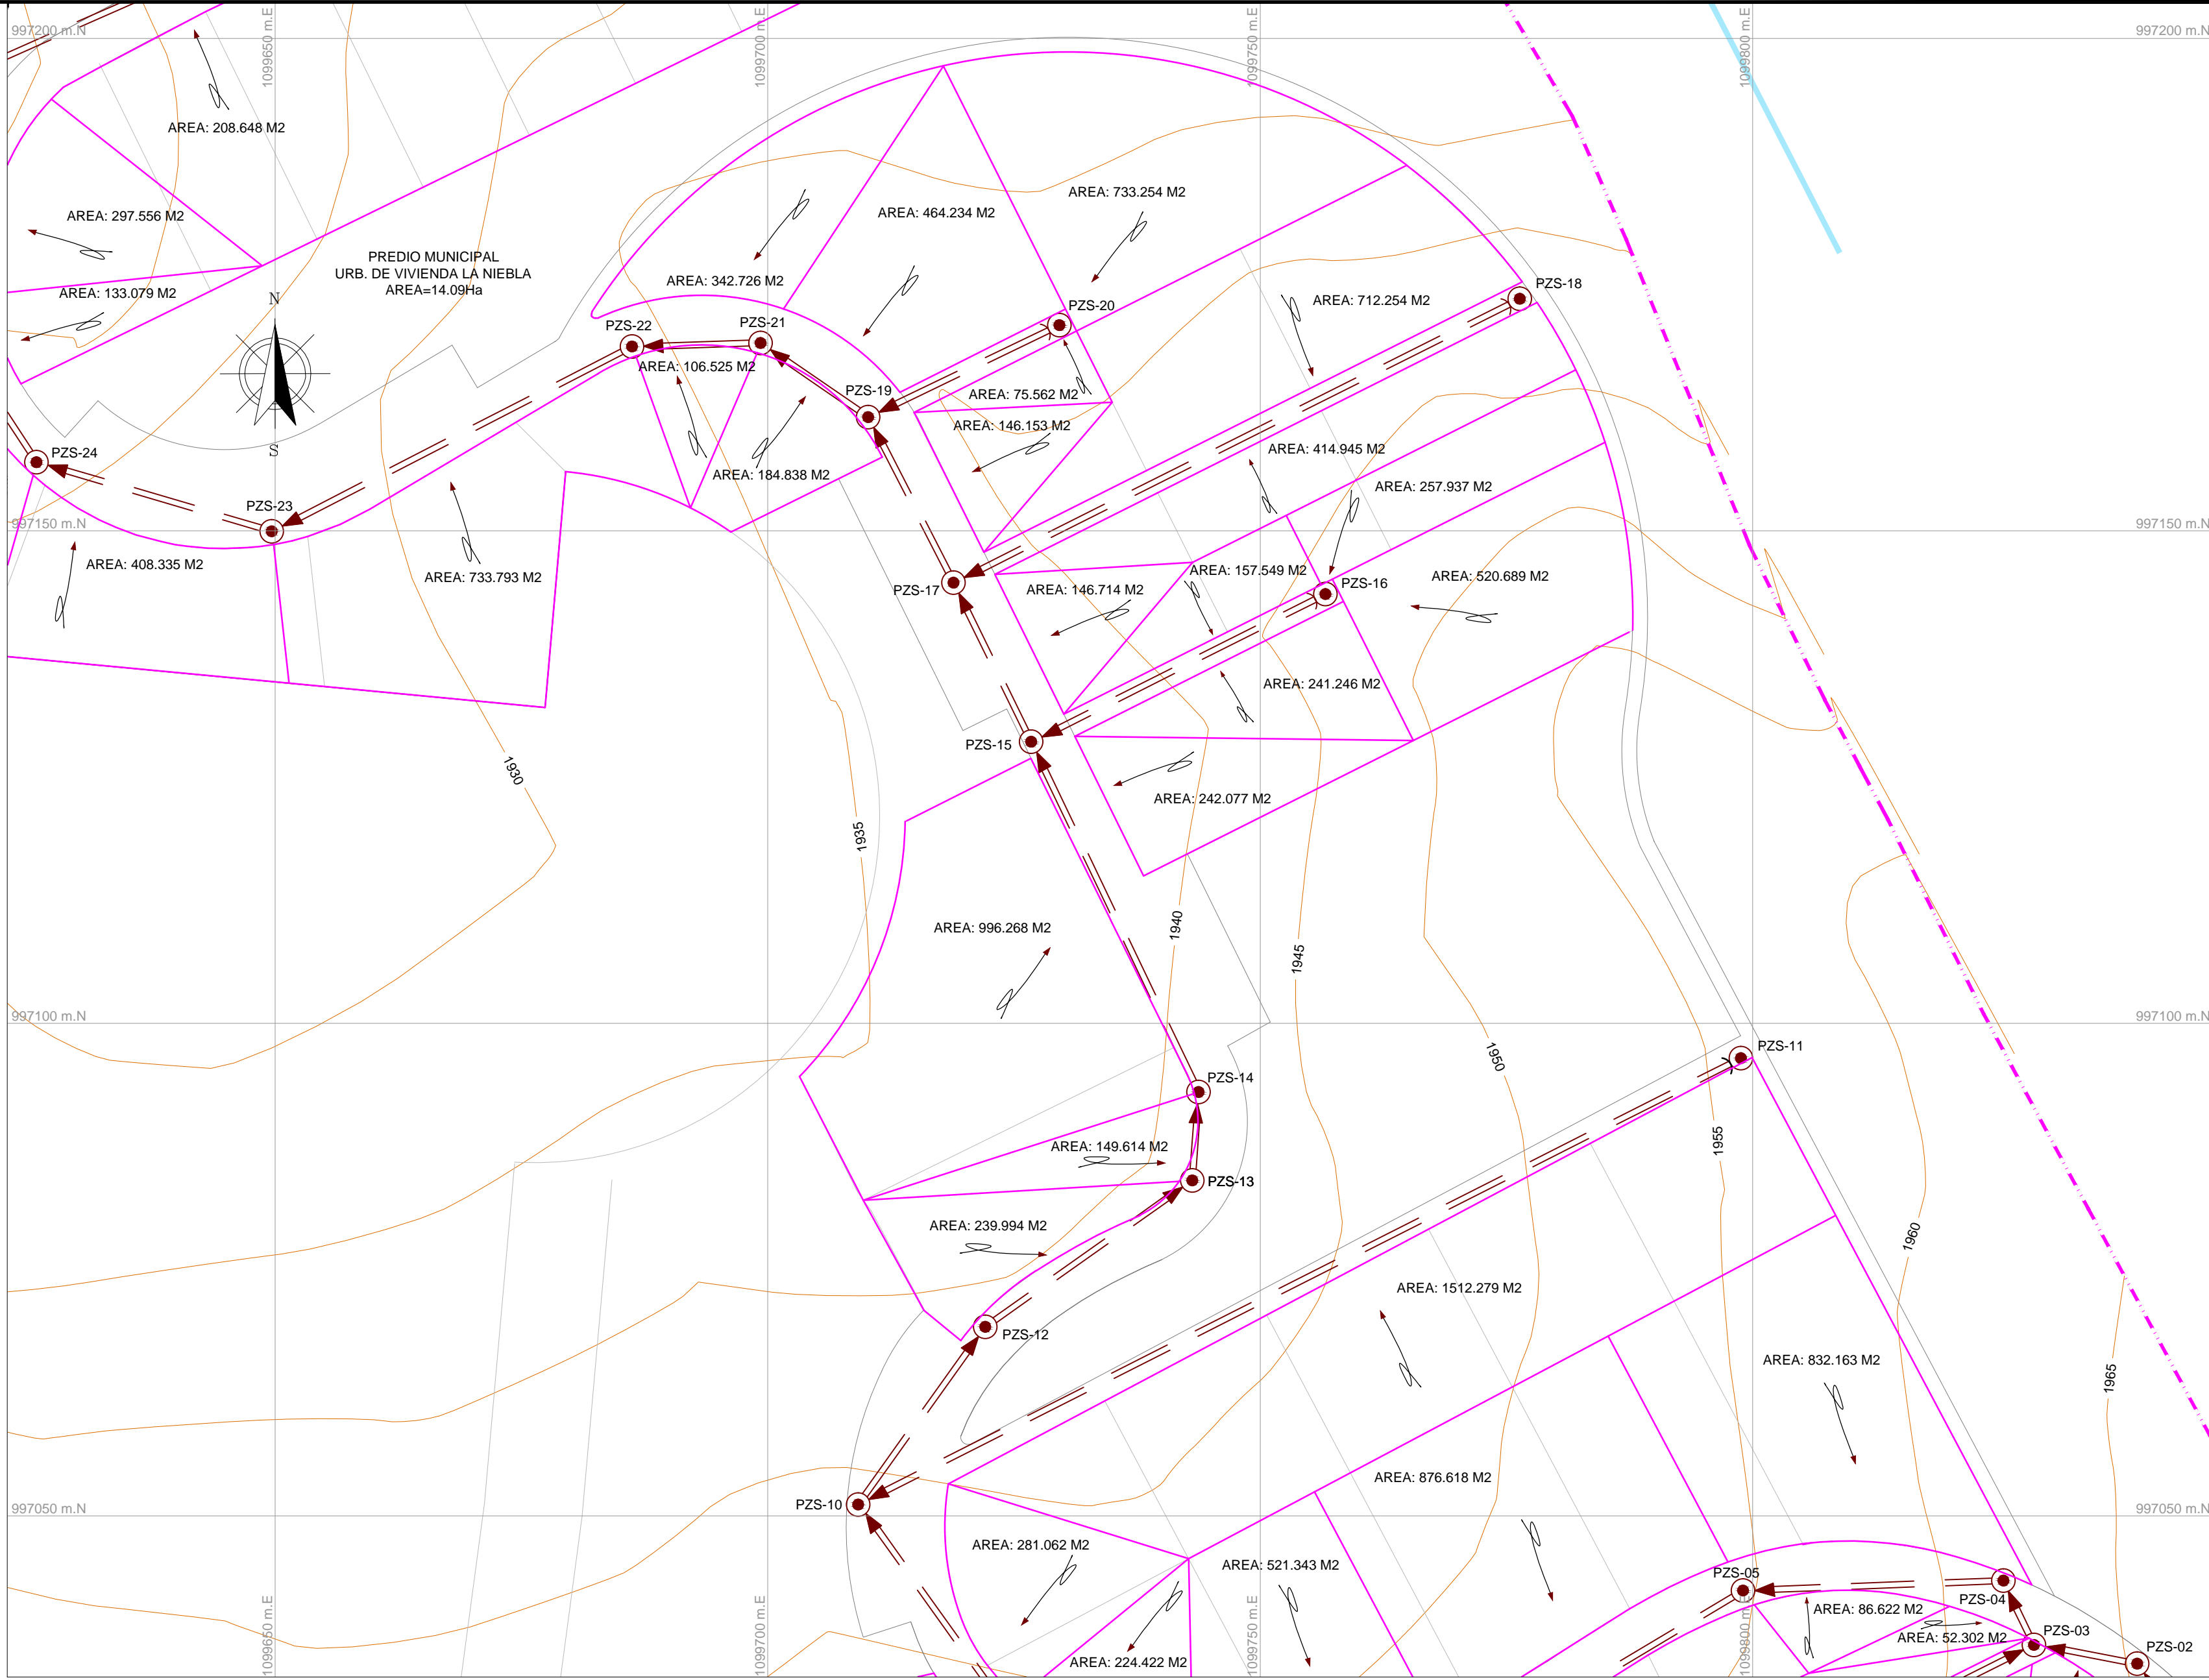 1099650 m.E
1099700 m.E
1099750 m.E
1099800 m.E
997200 m.N
997200 m.N
AREA: 208.648 M2
AREA: 297.556 M2
AREA: 133.079 M2
PREDIO MUNICIPAL
URB. DE VIVIENDA LA NIEBLA
AREA=14.09Ha
N
S
AREA: 733.254 M2
AREA: 464.234 M2
AREA: 342.726 M2
AREA: 712.254 M2
PZS-18
PZS-20
PZS-21
PZS-22
AREA: 106.525 M2
PZS-19
AREA: 75.562 M2
AREA: 146.153 M2
PZS-24
AREA: 184.838 M2
AREA: 414.945 M2
AREA: 257.937 M2
PZS-23
997150 m.N
997150 m.N
AREA: 408.335 M2
AREA: 733.793 M2
PZS-17
AREA: 146.714 M2
AREA: 157.549 M2
PZS-16
AREA: 520.689 M2
AREA: 241.246 M2
PZS-15
AREA: 242.077 M2
1930
1935
1940
1945
AREA: 996.268 M2
997100 m.N
997100 m.N
1950
PZS-11
PZS-14
1955
AREA: 149.614 M2
PZS-13
AREA: 239.994 M2
1960
AREA: 1512.279 M2
PZS-12
AREA: 832.163 M2
1965
AREA: 876.618 M2
PZS-10
997050 m.N
997050 m.N
AREA: 281.062 M2
AREA: 521.343 M2
PZS-05
PZS-04
AREA: 86.622 M2
AREA: 52.302 M2
PZS-03
PZS-02
AREA: 224.422 M2
1099650 m.E
1099700 m.E
1099750 m.E
1099800 m.E